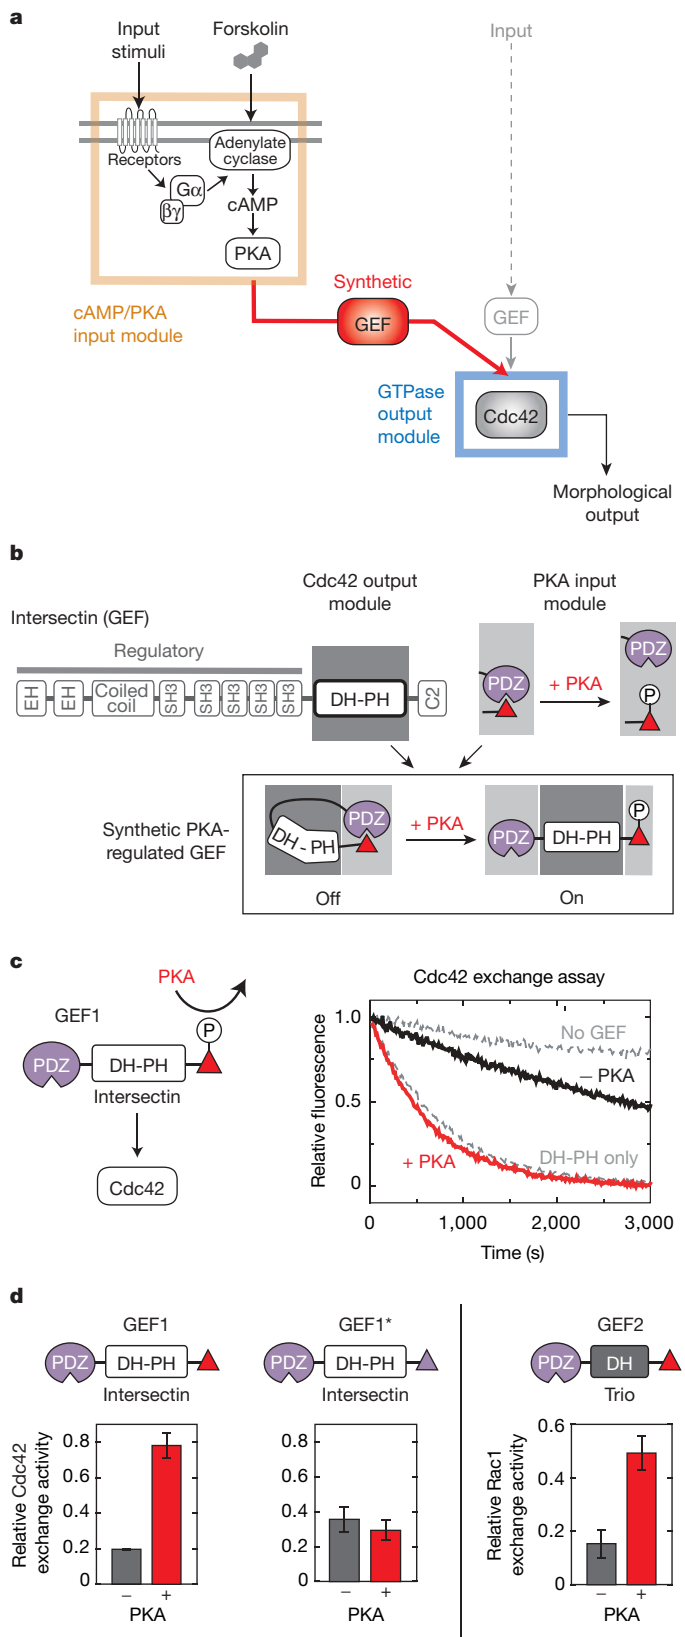 a
Input
stimuli
Forskolin
Input
Receptors
Adenylate
cyclase
Gα
βγ
cAMP
PKA
cAMP/PKA
input module
Synthetic
GEF
GEF
GTPase
output
module
Cdc42
Morphological
output
b
Cdc42 output
module
PKA input
module
Intersectin (GEF)
Regulatory
EH
EH
Coiled
coil
SH3
SH3
SH3
SH3
SH3
DH-PH
C2
PDZ
+ PKA
PDZ
P
Synthetic PKA-
regulated GEF
DH - PH
PDZ
+ PKA
PDZ
DH-PH
P
Off
On
c
PKA
GEF1
P
PDZ
DH-PH
Intersectin
Cdc42
Cdc42 exchange assay
Relative fluorescence
1.0
0.5
0
No GEF
– PKA
+ PKA
DH-PH only
0
1,000
2,000
3,000
Time (s)
d
GEF1
PDZ
DH-PH
Intersectin
Relative Cdc42
exchange activity
0.8
0.6
0.4
0.2
0
–
+
PKA
GEF1*
PDZ
DH-PH
Intersectin
0.8
0.6
0.4
0.2
0
–
+
PKA
GEF2
PDZ
DH
Trio
Relative Rac1
exchange activity
0.6
0.4
0.2
0
–
+
PKA